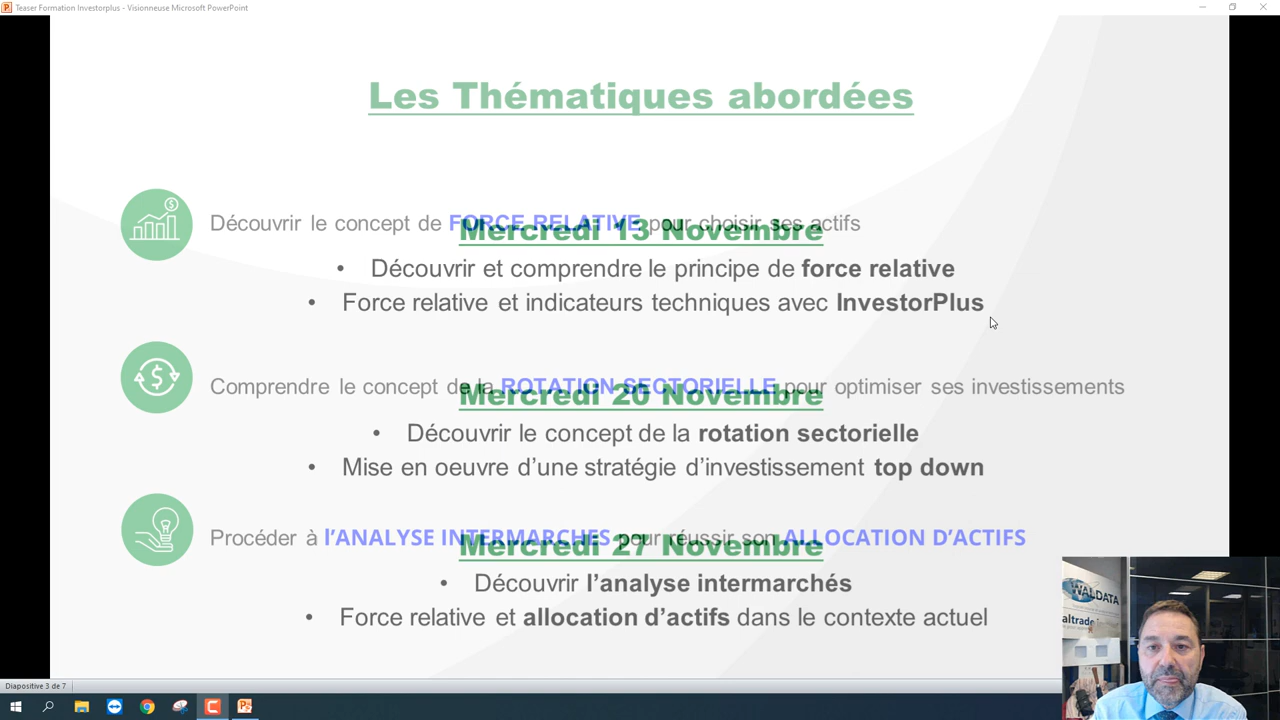 Teaser Formation Investorplus - Visionneuse Microsoft PowerPoint
Les Thématiques abordées
Découvrir le concept de FORCE RELATIVE pour choisir ses actifs
Mercredi 13 Novembre
• Découvrir et comprendre le principe de force relative
• Force relative et indicateurs techniques avec InvestorPlus
Comprendre le concept de la ROTATION SECTORIELLE pour optimiser ses investissements
Mercredi 20 Novembre
• Découvrir le concept de la rotation sectorielle
• Mise en oeuvre d’une stratégie d’investissement top down
Procéder à l’ANALYSE INTERMARCHES pour réussir son ALLOCATION D’ACTIFS
Mercredi 27 Novembre
• Découvrir l’analyse intermarchés
• Force relative et allocation d’actifs dans le contexte actuel
WALDATA
altrade
Diapositive 3 de 7